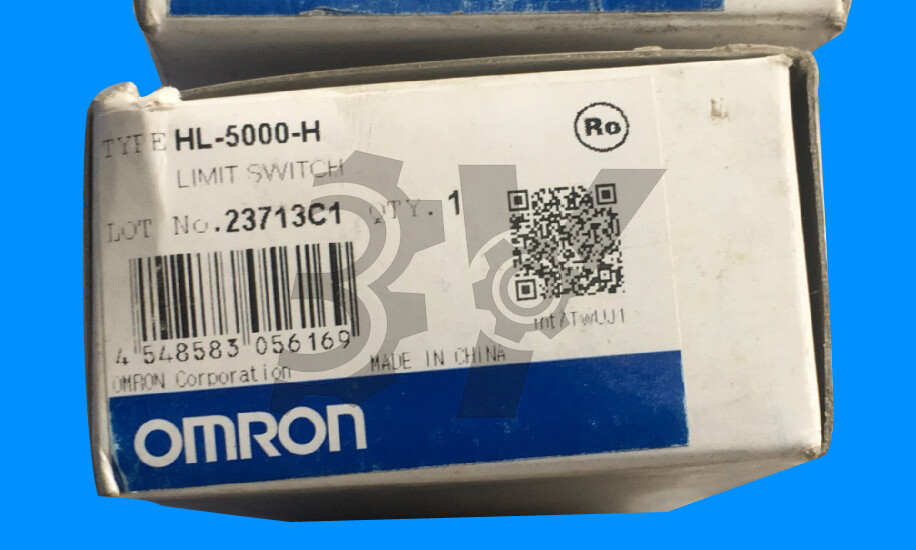 TYPE HL-5000-H
Ro
LIMIT SWITCH
LOT No.23713C1 QTY. 1
4 548583 056169
MADE IN CHINA
OMRON Corporation
OMRON